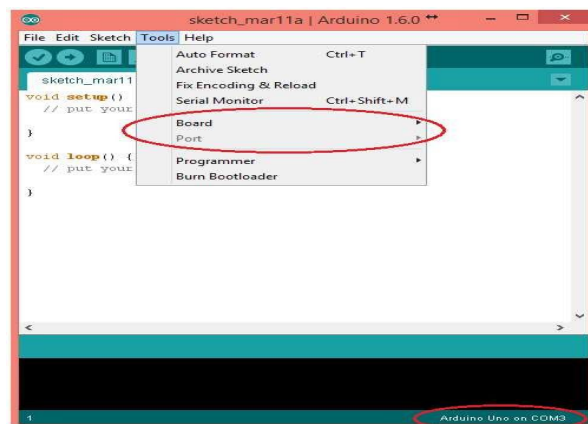 sketch_mar11a | Arduino 1.6.0
File Edit Sketch Tools Help
Auto Format Ctrl+T
Archive Sketch
Fix Encoding & Reload
Serial Monitor Ctrl+Shift+M
Board
Port
Programmer
Burn Bootloader
sketch_mar11
void setup()
// put your
}
void loop() {
// put your
}
1
Arduino Uno on COM3